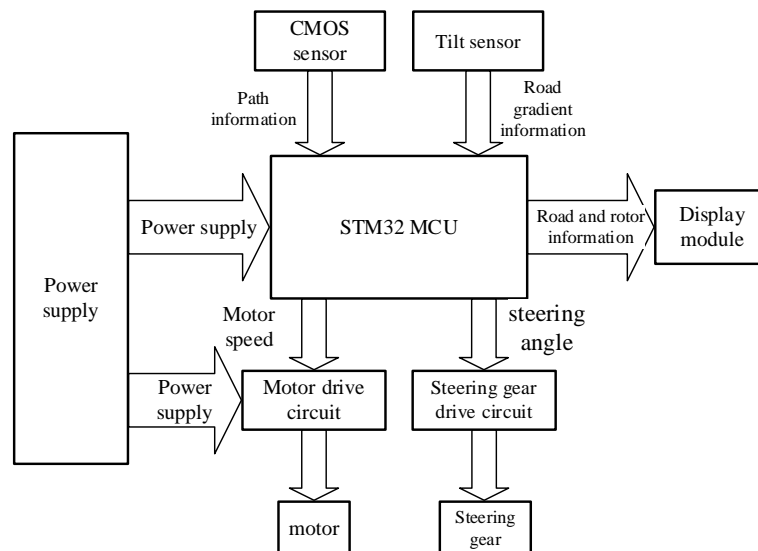 CMOS
sensor
Tilt sensor
Path
information
Road
gradient
information
Power
supply
Power supply
STM32 MCU
Road and rotor
information
Display
module
Motor
speed
steering
angle
Power
supply
Motor drive
circuit
Steering gear
drive circuit
motor
Steering
gear